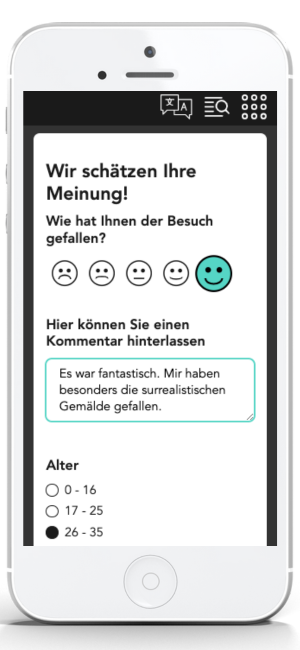 文 A
Wir schätzen Ihre
Meinung!
Wie hat Ihnen der Besuch
gefallen?
Hier können Sie einen
Kommentar hinterlassen
Es war fantastisch. Mir haben
besonders die surrealistischen
Gemälde gefallen.
Alter
0 - 16
17 - 25
26 - 35